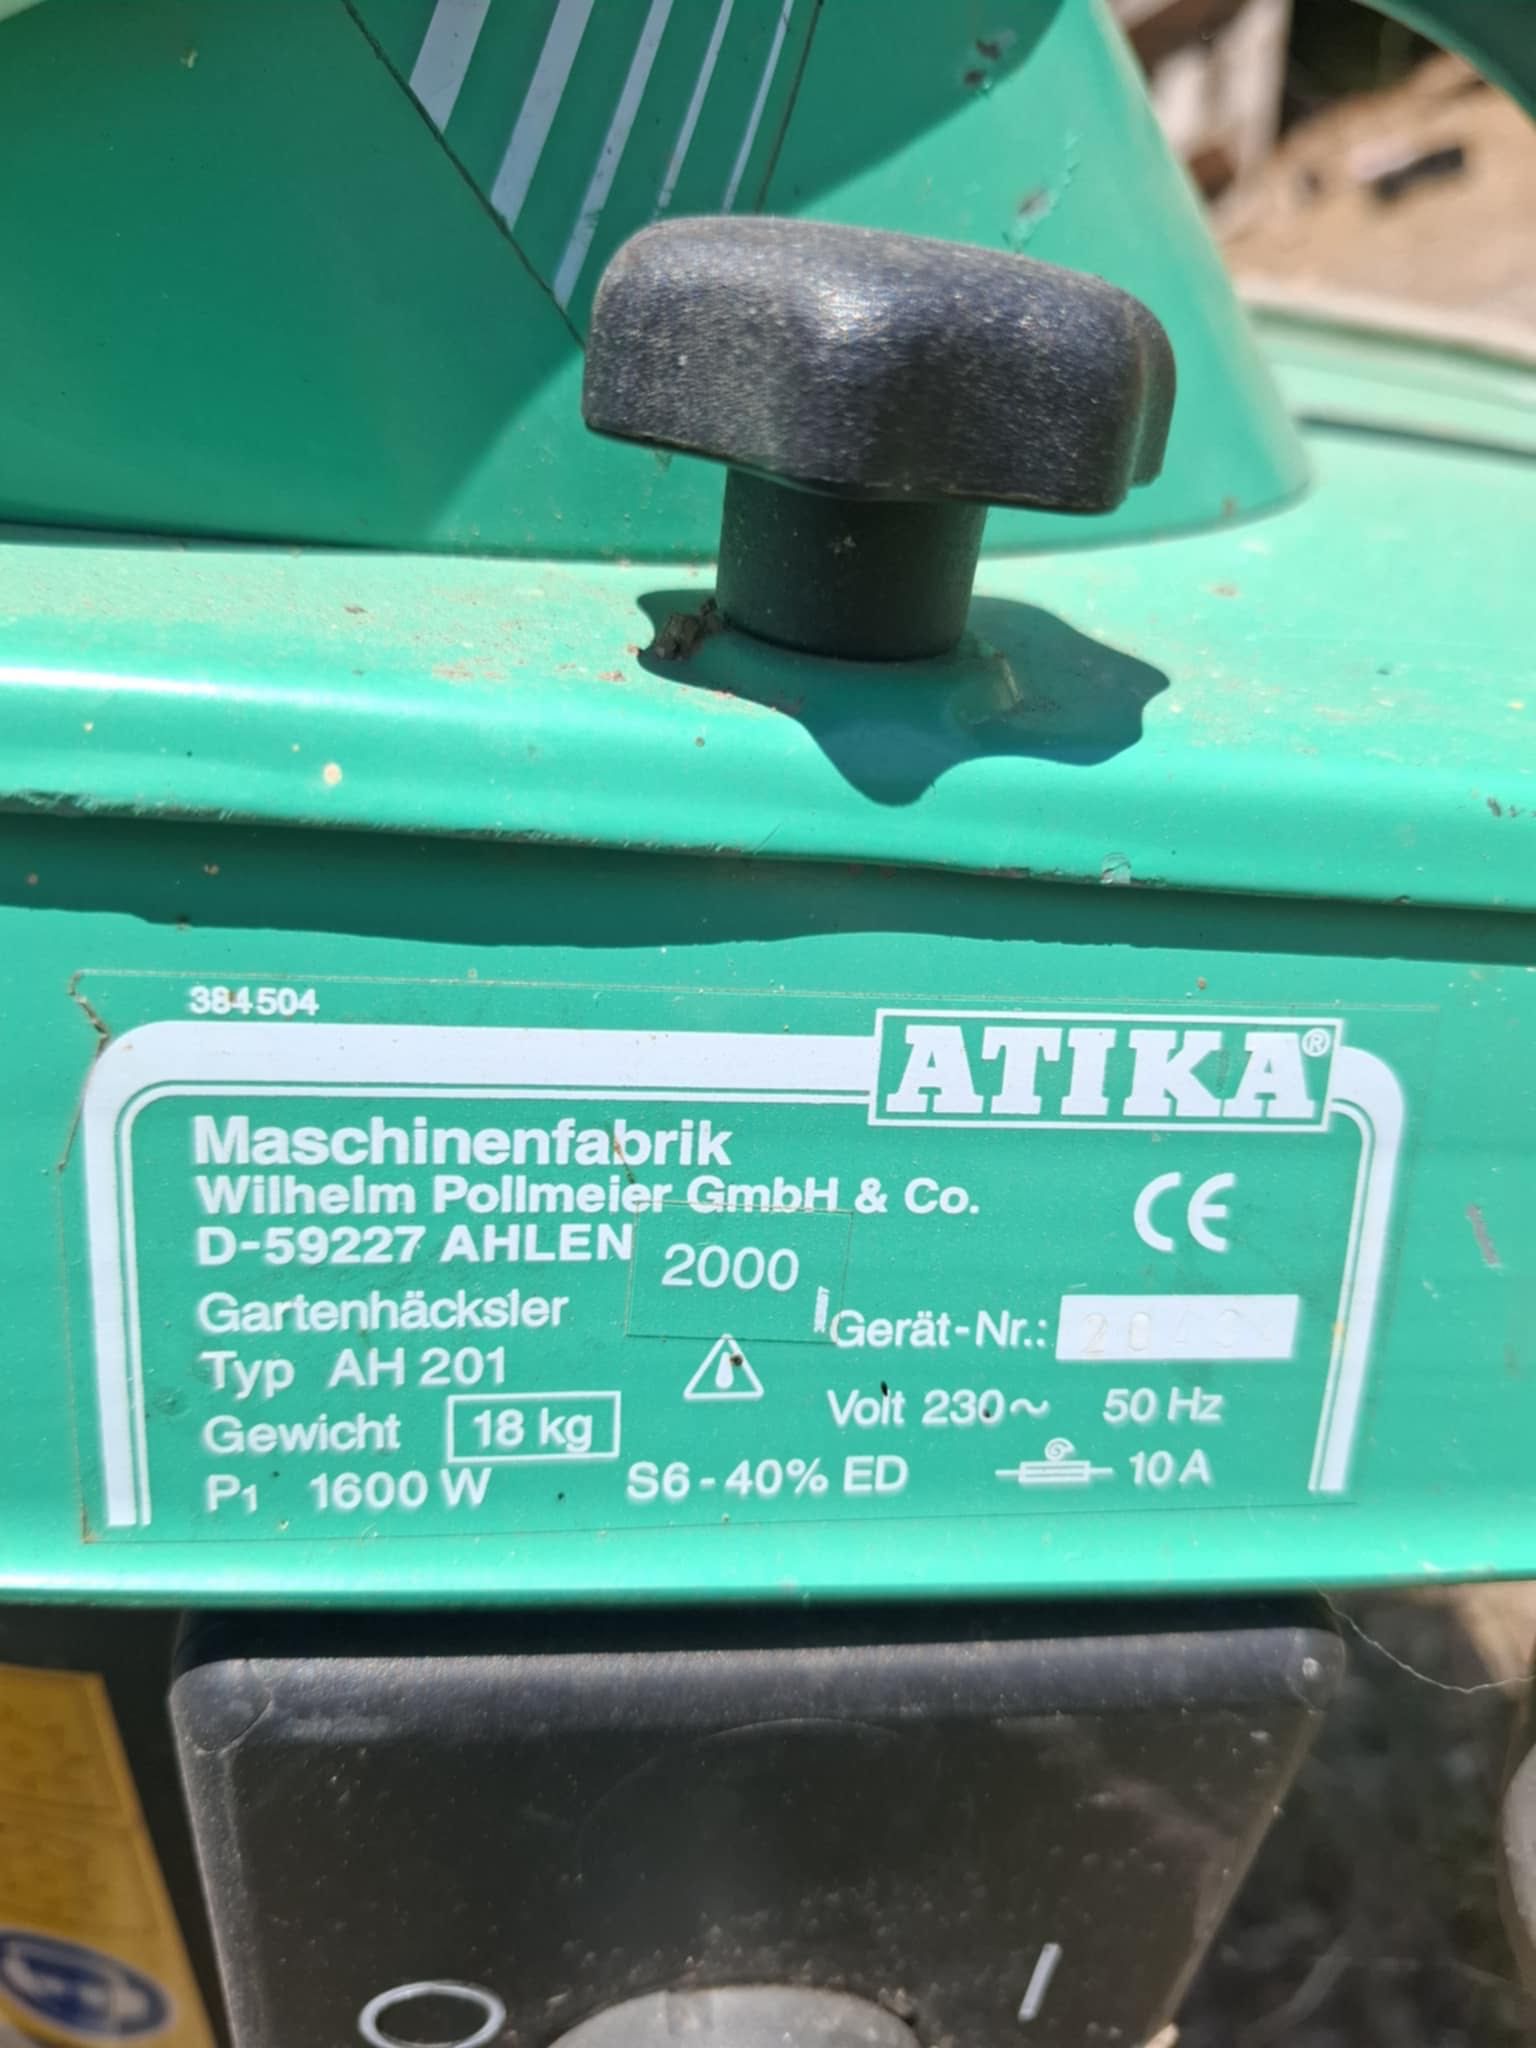 384504
ATIKA®
Maschinenfabrik
Wilhelm Pollmeier GmbH & Co.
D-59227 AHLEN
CE
2000
Gartenhäcksler
Gerät-Nr.:
Typ AH 201
Volt 230~ 50 Hz
Gewicht 18 kg
P1 1600 W S6-40% ED 10 A